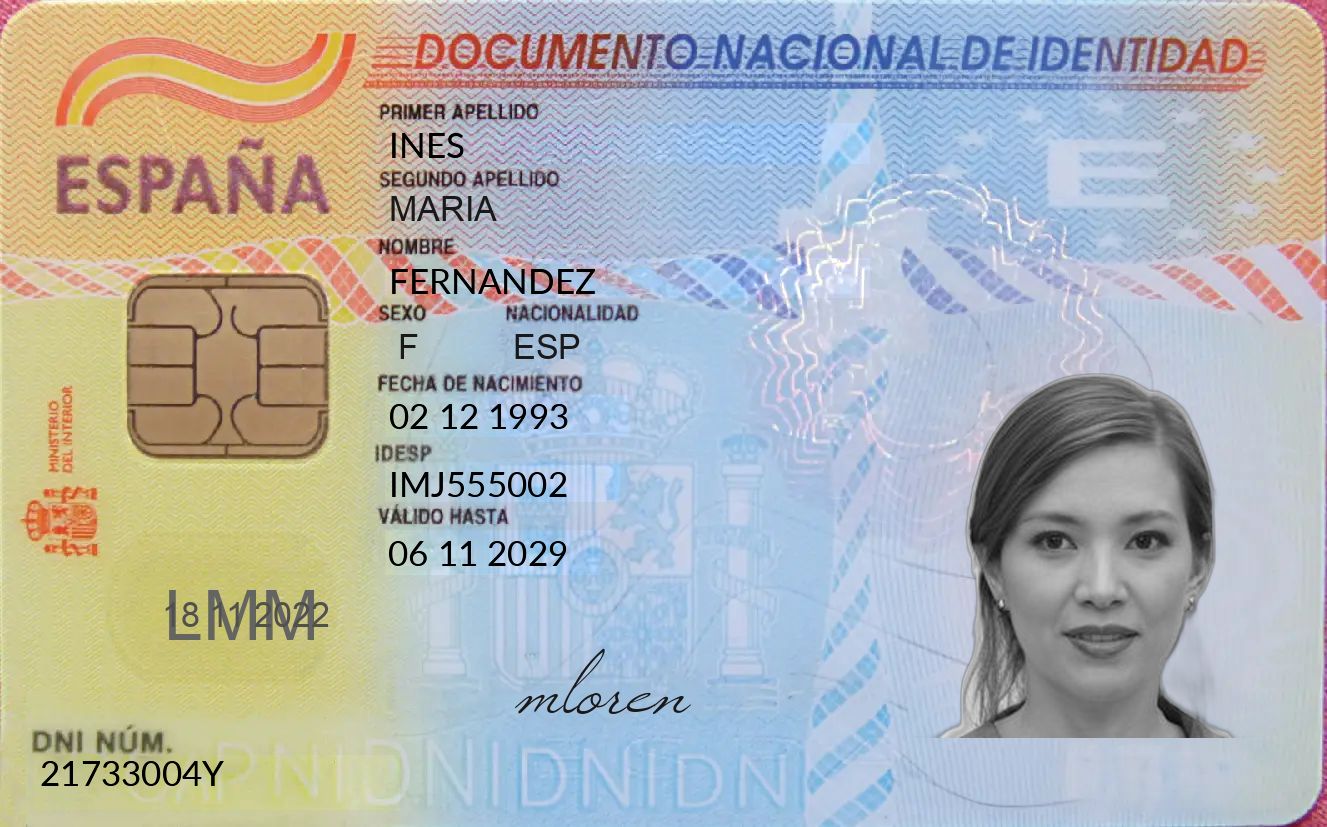 DOCUMENTO NACIONAL DE IDENTIDAD
ESPAÑA
PRIMER APELLIDO
INES
SEGUNDO APELLIDO
MARIA
NOMBRE
FERNANDEZ
SEXO NACIONALIDAD
F ESP
FECHA DE NACIMIENTO
02 12 1993
IDESP
IMJ555002
VÁLIDO HASTA
06 11 2029
MINISTERIO
DEL INTERIOR
E
18 11 2022
LMM
mloren
DNI NÚM.
21733004Y
DNIDNIDNIDNI